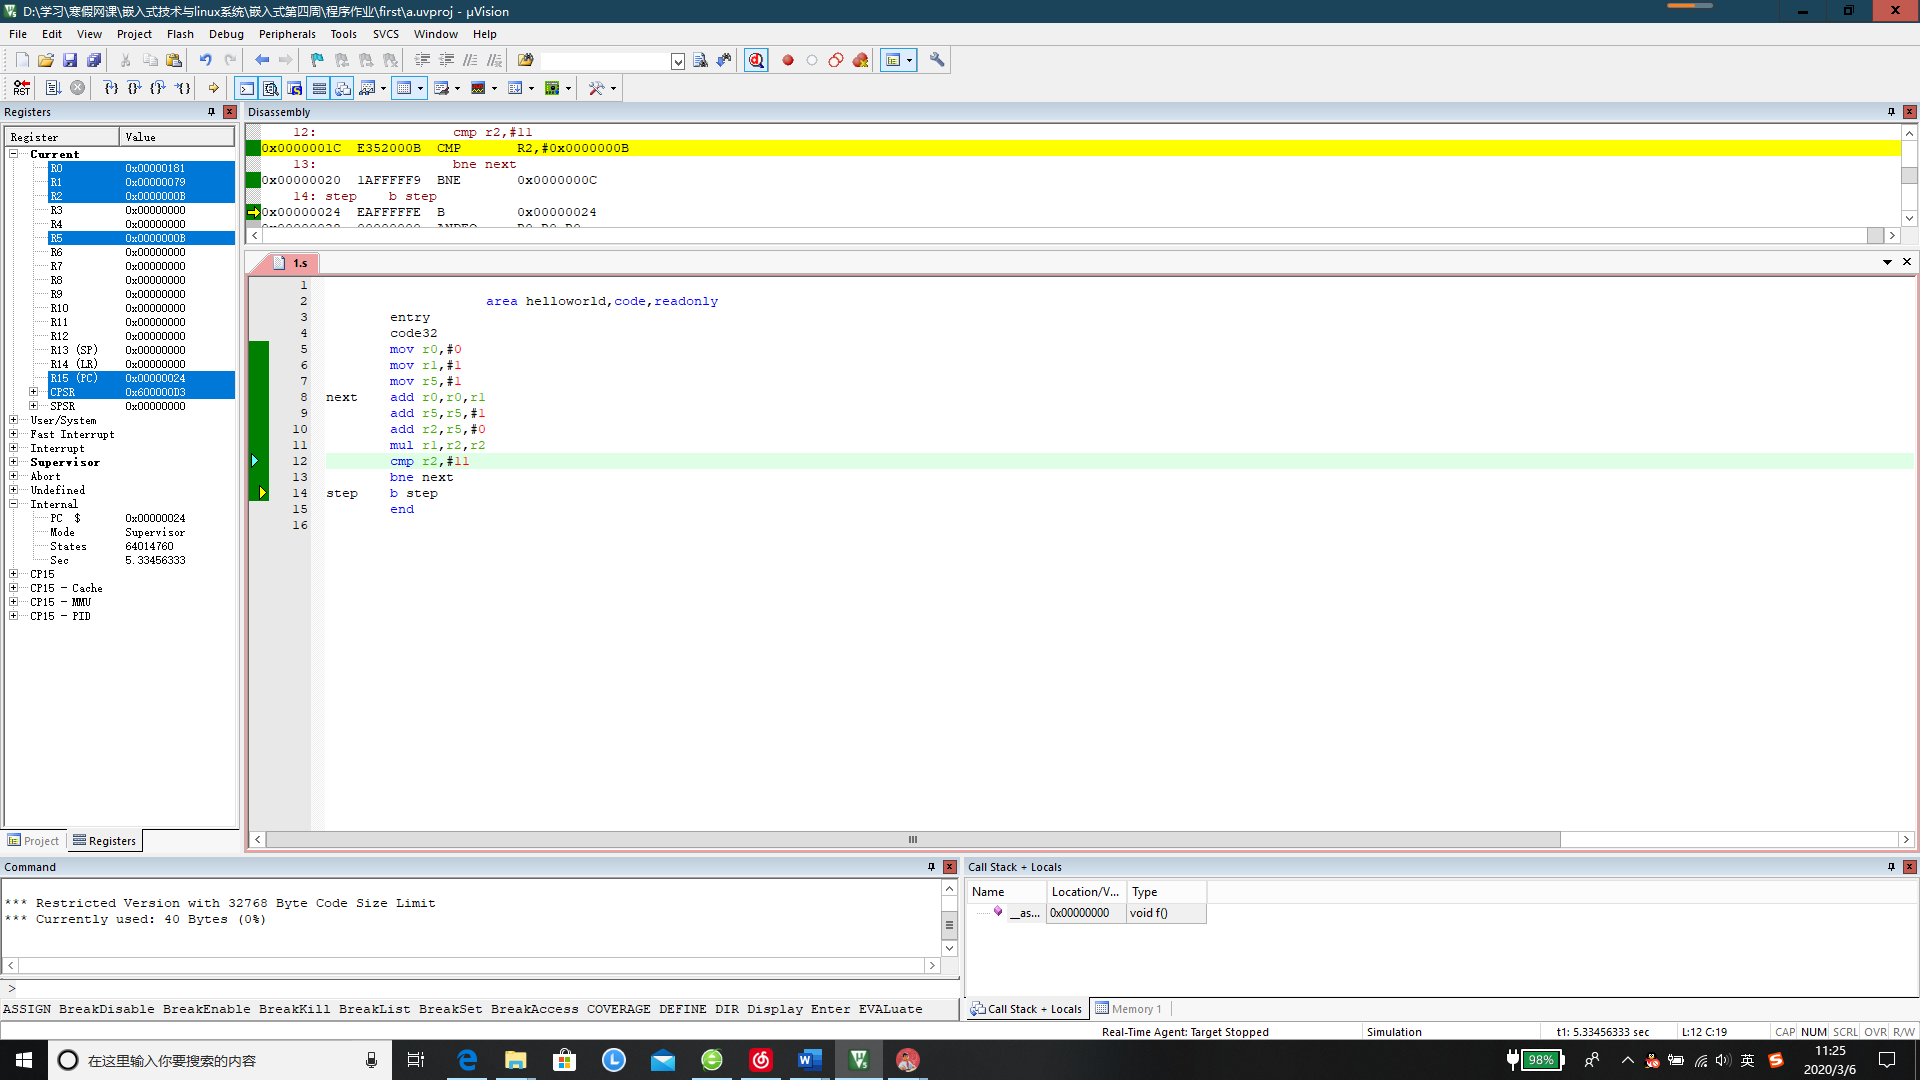 D:\学习\寒假网课\嵌入式技术与linux系统\嵌入式第四周\程序作业\first\a.uvproj - µVision
File Edit View Project Flash Debug Peripherals Tools SVCS Window Help
Registers
Register Value
Current
R0 0x00000181
R1 0x00000079
R2 0x0000000B
R3 0x00000000
R4 0x00000000
R5 0x0000000B
R6 0x00000000
R7 0x00000000
R8 0x00000000
R9 0x00000000
R10 0x00000000
R11 0x00000000
R12 0x00000000
R13 (SP) 0x00000000
R14 (LR) 0x00000000
R15 (PC) 0x00000024
CPSR 0x600000D3
SPSR 0x00000000
User/System
Fast Interrupt
Interrupt
Supervisor
Abort
Undefined
Internal
PC $ 0x00000024
Mode Supervisor
States 64014760
Sec 5.33456333
CP15
CP15 - Cache
CP15 - MMU
CP15 - PID
Project Registers
Disassembly
12: cmp r2,#11
0x0000001C E352000B CMP R2,#0x0000000B
13: bne next
0x00000020 1AFFFFF9 BNE 0x0000000C
14: step b step
0x00000024 EAFFFFFE B 0x00000024
1.s
1
2 area helloworld,code,readonly
3 entry
4 code32
5 mov r0,#0
6 mov r1,#1
7 mov r5,#1
8 next add r0,r0,r1
9 add r5,r5,#1
10 add r2,r5,#0
11 mul r1,r2,r2
12 cmp r2,#11
13 bne next
14 step b step
15 end
16
Command
*** Restricted Version with 32768 Byte Code Size Limit
*** Currently used: 40 Bytes (0%)
>
ASSIGN BreakDisable BreakEnable BreakKill BreakList BreakSet BreakAccess COVERAGE DEFINE DIR Display Enter EVALuate
Call Stack + Locals
Name Location/V... Type
__as... 0x00000000 void f()
Call Stack + Locals Memory 1
Real-Time Agent: Target Stopped Simulation t1: 5.33456333 sec L:12 C:19 CAP NUM SCRL OVR R/W
在这里输入你要搜索的内容
98%
英
11:25
2020/3/6